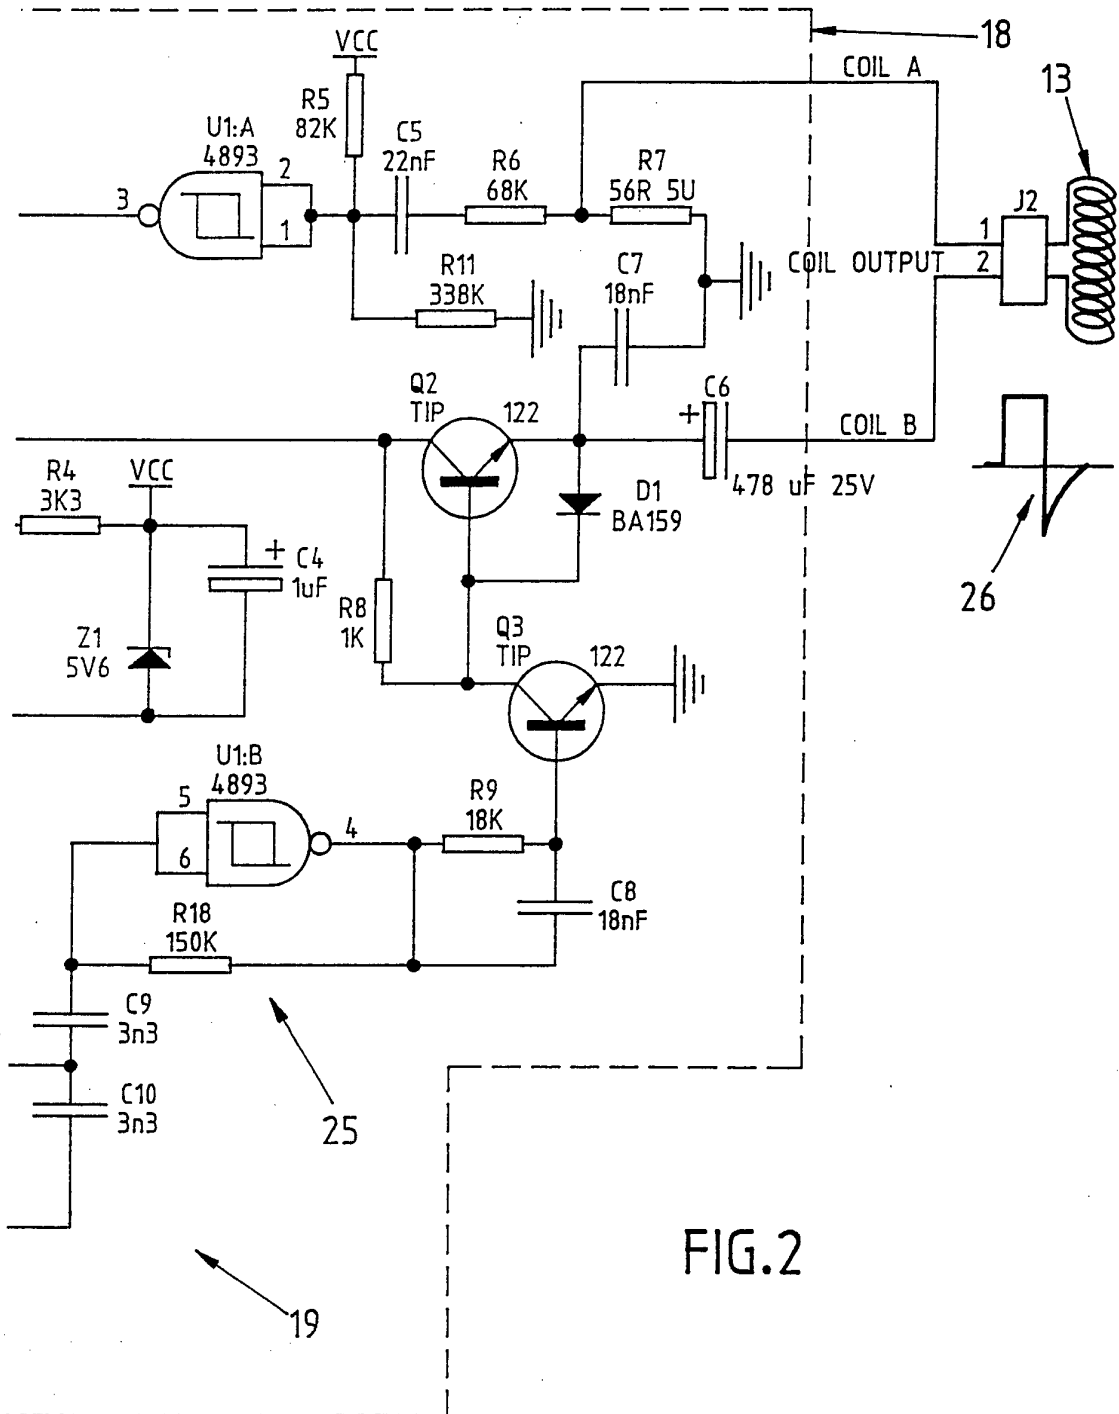 18
VCC
COIL A
13
R5
82K
U1:A
4893
C5
22nF
R6
68K
R7
56R 5U
J2
3
2
1
1
2
R11
338K
C7
18nF
COIL OUTPUT
Q2
TIP 122
C6
+
COIL B
478 uF 25V
R4
3K3
VCC
D1
BA159
+
C4
1uF
26
R8
1K
Z1
5V6
Q3
TIP 122
U1:B
4893
5
6
4
R9
18K
C8
18nF
R18
150K
C9
3n3
C10
3n3
25
19
FIG.2